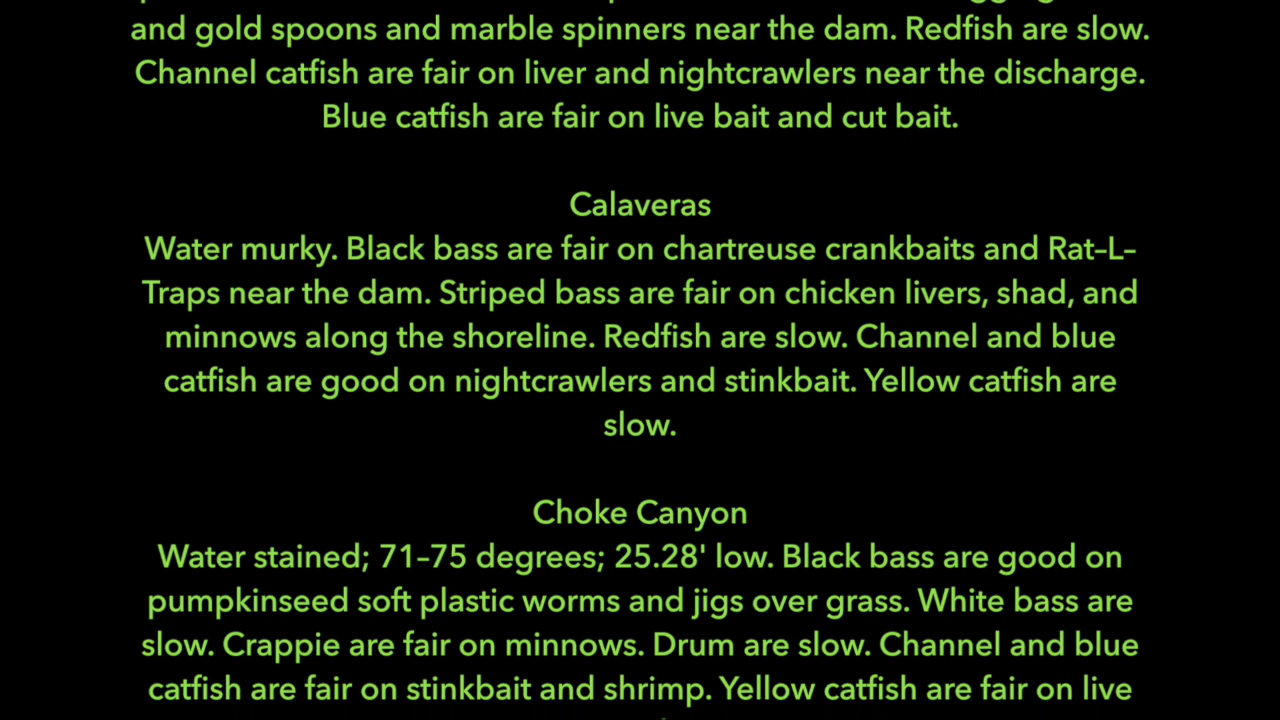 and gold spoons and marble spinners near the dam. Redfish are slow.
Channel catfish are fair on liver and nightcrawlers near the discharge.
Blue catfish are fair on live bait and cut bait.
Calaveras
Water murky. Black bass are fair on chartreuse crankbaits and Rat–L–
Traps near the dam. Striped bass are fair on chicken livers, shad, and
minnows along the shoreline. Redfish are slow. Channel and blue
catfish are good on nightcrawlers and stinkbait. Yellow catfish are
slow.
Choke Canyon
Water stained; 71–75 degrees; 25.28' low. Black bass are good on
pumpkinseed soft plastic worms and jigs over grass. White bass are
slow. Crappie are fair on minnows. Drum are slow. Channel and blue
catfish are fair on stinkbait and shrimp. Yellow catfish are fair on live